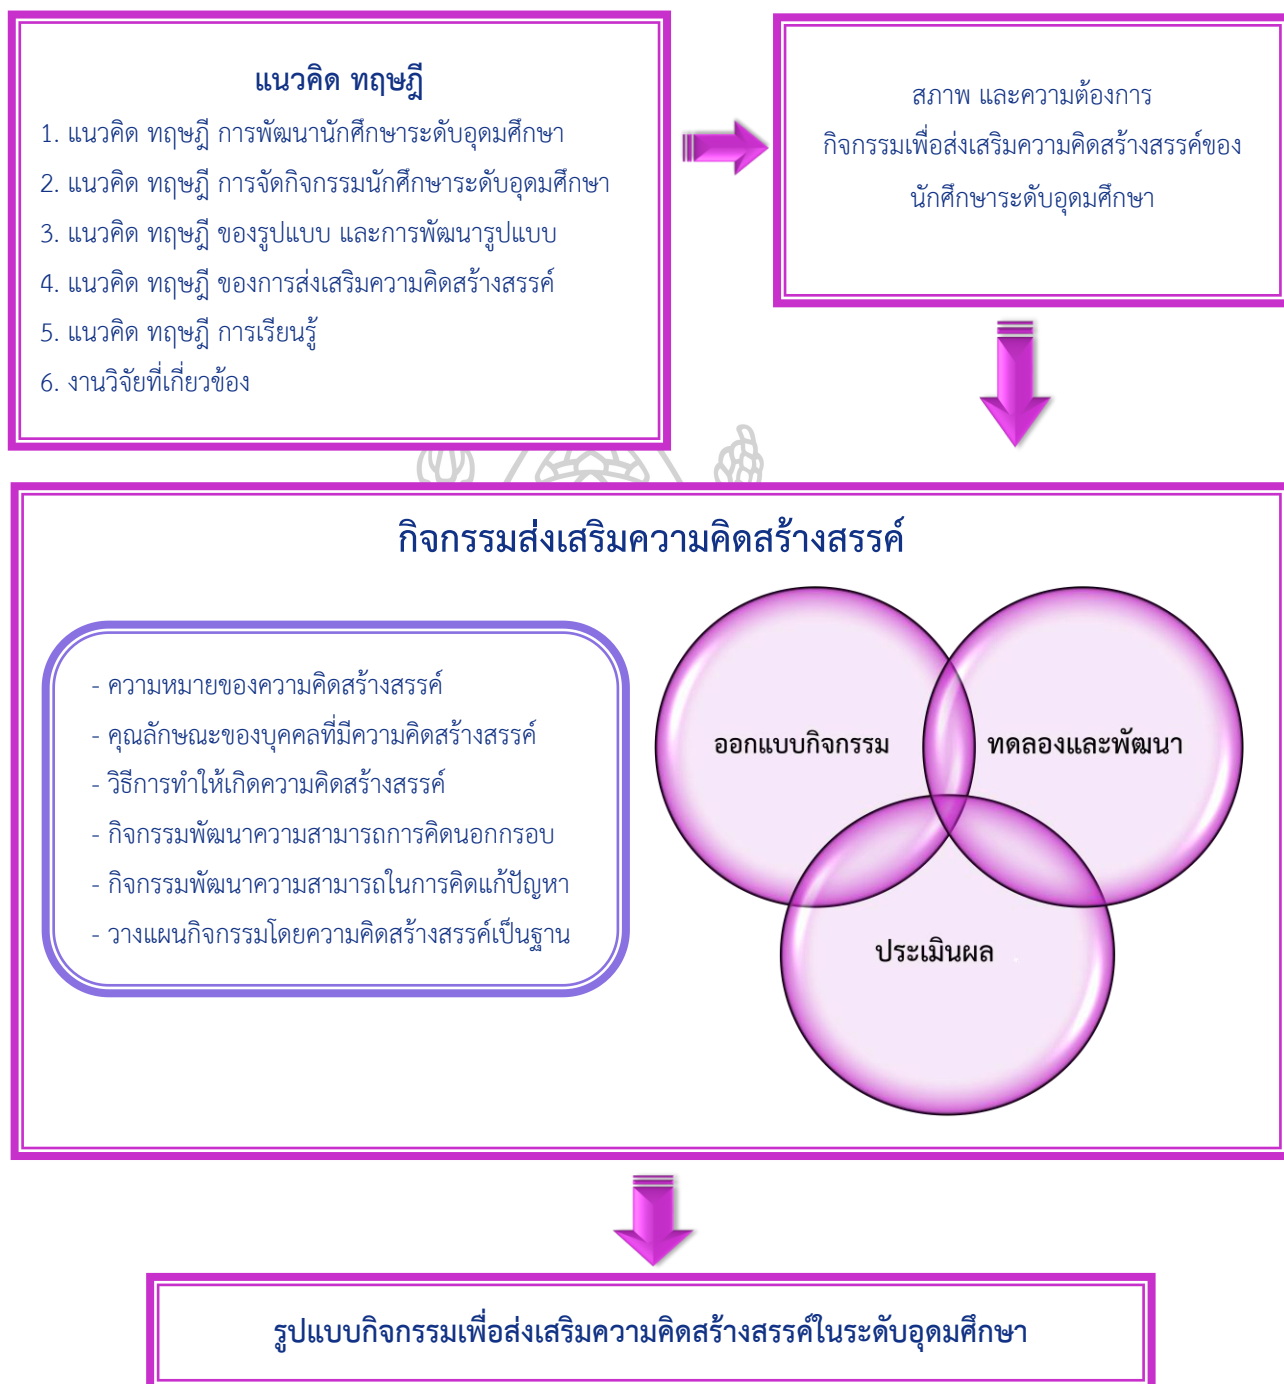 แนวคิด ทฤษฎี
1. แนวคิด ทฤษฎี การพัฒนานักศึกษาระดับอุดมศึกษา
2. แนวคิด ทฤษฎี การจัดกิจกรรมนักศึกษาระดับอุดมศึกษา
3. แนวคิด ทฤษฎี ของรูปแบบ และการพัฒนารูปแบบ
4. แนวคิด ทฤษฎี ของการส่งเสริมความคิดสร้างสรรค์
5. แนวคิด ทฤษฎี การเรียนรู้
6. งานวิจัยที่เกี่ยวข้อง
สภาพ และความต้องการ
กิจกรรมเพื่อส่งเสริมความคิดสร้างสรรค์ของ
นักศึกษาระดับอุดมศึกษา
กิจกรรมส่งเสริมความคิดสร้างสรรค์
- ความหมายของความคิดสร้างสรรค์
- คุณลักษณะของบุคคลที่มีความคิดสร้างสรรค์
- วิธีการทำให้เกิดความคิดสร้างสรรค์
- กิจกรรมพัฒนาความสามารถการคิดนอกกรอบ
- กิจกรรมพัฒนาความสามารถในการคิดแก้ปัญหา
- วางแผนกิจกรรมโดยความคิดสร้างสรรค์เป็นฐาน
ออกแบบกิจกรรม
ทดลองและพัฒนา
ประเมินผล
รูปแบบกิจกรรมเพื่อส่งเสริมความคิดสร้างสรรค์ในระดับอุดมศึกษา